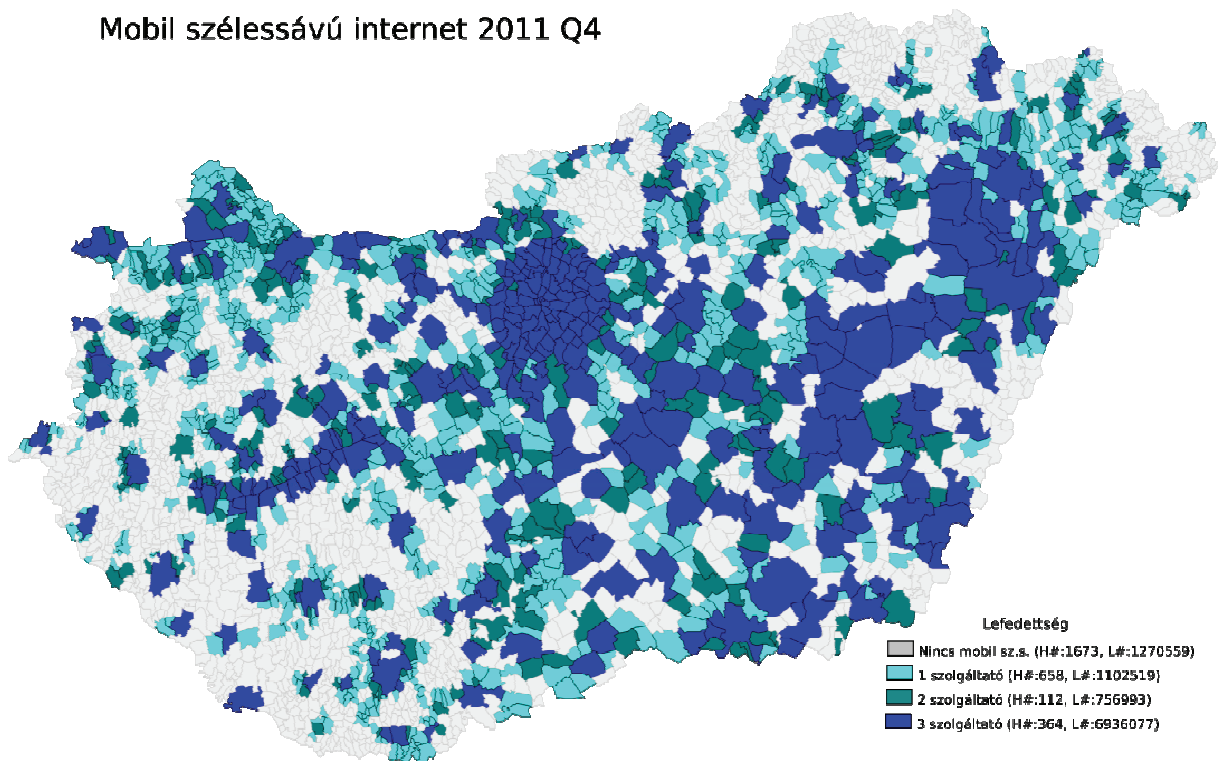 Mobil szélessávú internet 2011 Q4
Lefedettség
Nincs mobil sz.s. (H#:1673, L#:1270559)
1 szolgáltató (H#:658, L#:1102519)
2 szolgáltató (H#:112, L#:756993)
3 szolgáltató (H#:364, L#:6936077)